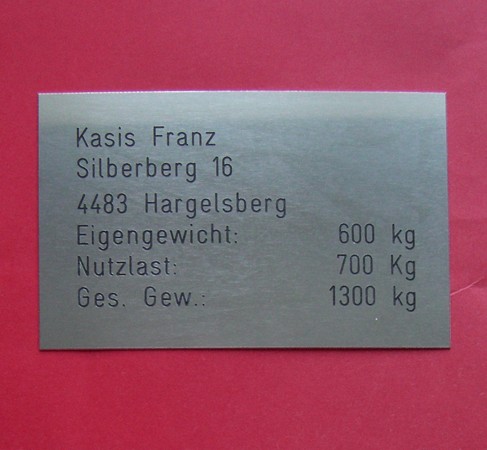 Kasis Franz
Silberberg 16
4483 Hargelsberg
Eigengewicht: 600 kg
Nutzlast: 700 Kg
Ges. Gew.: 1300 kg